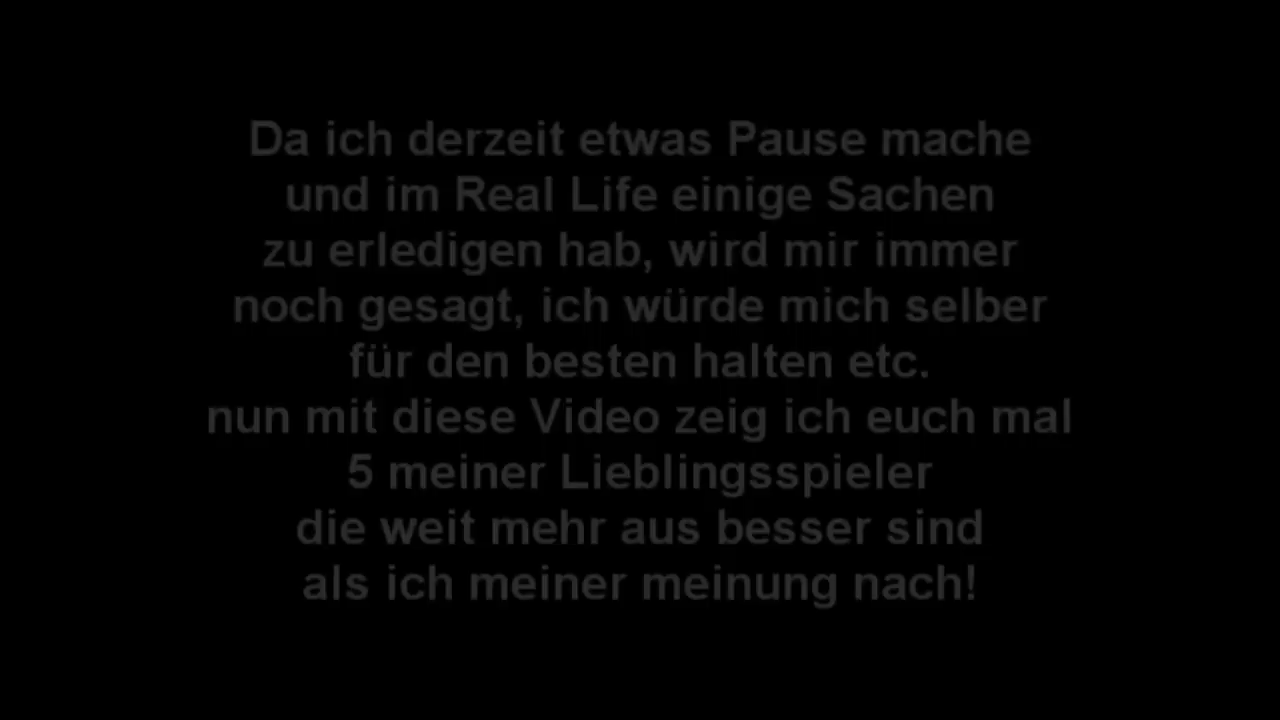 Da ich derzeit etwas Pause mache
und im Real Life einige Sachen
zu erledigen hab, wird mir immer
noch gesagt, ich würde mich selber
für den besten halten etc.
nun mit diese Video zeig ich euch mal
5 meiner Lieblingsspieler
die weit mehr aus besser sind
als ich meiner meinung nach!